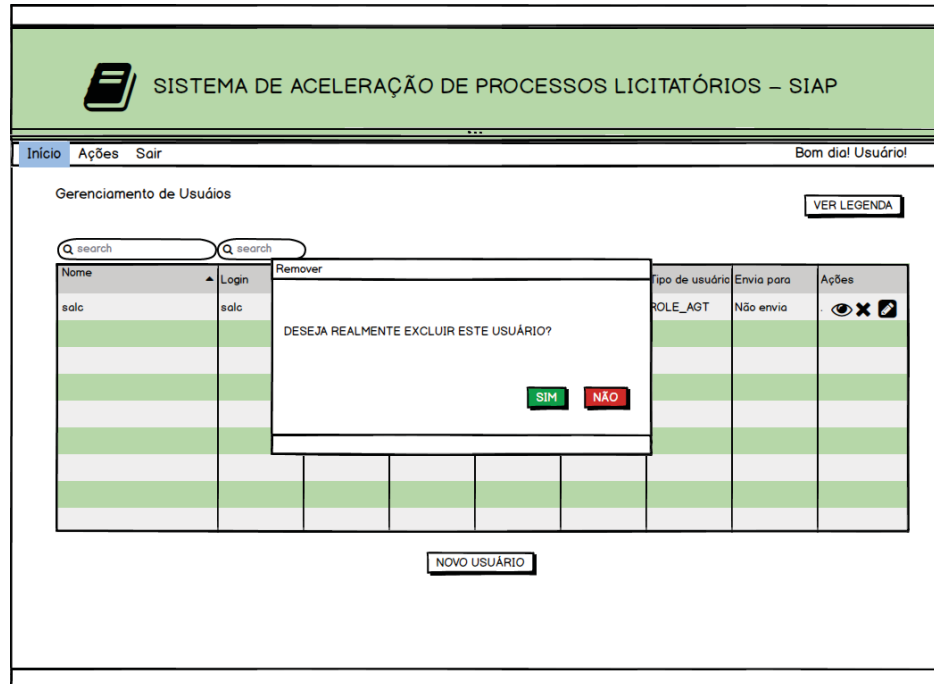 SISTEMA DE ACELERAÇÃO DE PROCESSOS LICITATÓRIOS – SIAP
Início Ações Sair Bom dia! Usuário!
Gerenciamento de Usuáios
VER LEGENDA
search search
Nome Login Tipo de usuário Envia para Ações
salc salc ROLE_AGT Não envia
Remover
DESEJA REALMENTE EXCLUIR ESTE USUÁRIO?
SIM NÃO
NOVO USUÁRIO